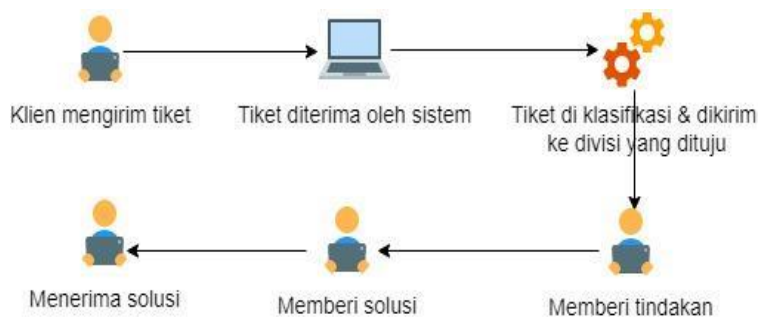 Klien mengirim tiket
Tiket diterima oleh sistem
Tiket di klasifikasi & dikirim
ke divisi yang dituju
Menerima solusi
Memberi solusi
Memberi tindakan